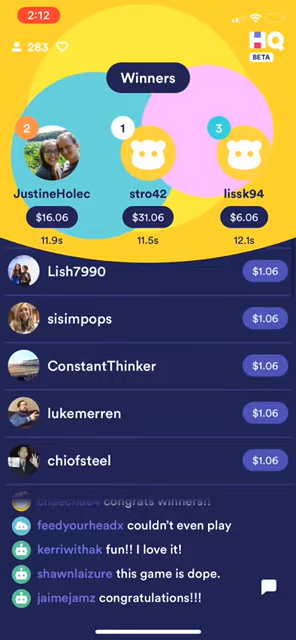 2:12
283
HQ
BETA
Winners
2
1
3
JustineHolec
stro42
lissk94
$16.06
$31.06
$6.06
11.9s
11.5s
12.1s
Lish7990
$1.06
sisimpops
$1.06
ConstantThinker
$1.06
lukemerren
$1.06
chiofsteel
$1.06
congrats winners!!
feedyourheadx couldn't even play
kerriwithak fun!! I love it!
shawnlaizure this game is dope.
jaimejamz congratulations!!!